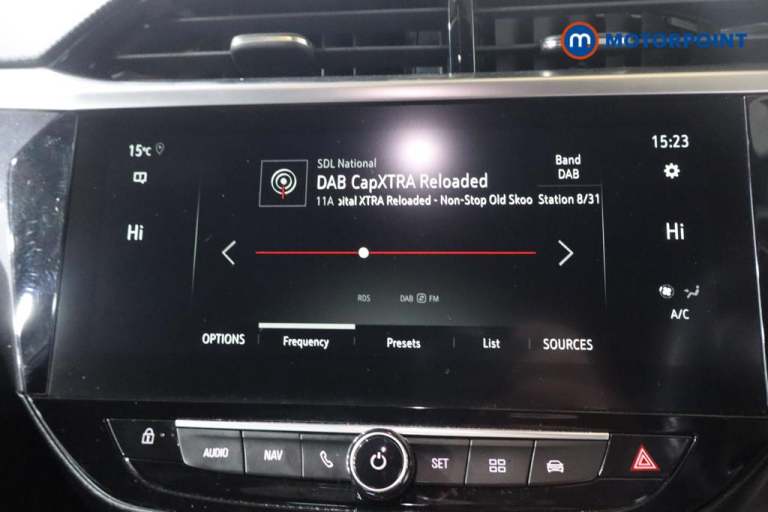 MOTORPOINT
15°C
15:23
SDL National
Band
DAB CapXTRA Reloaded
DAB
11A pital XTRA Reloaded - Non-Stop Old Skoo Station 8/31
Hi
Hi
RDS DAB FM
A/C
OPTIONS Frequency Presets List SOURCES
AUDIO NAV SET